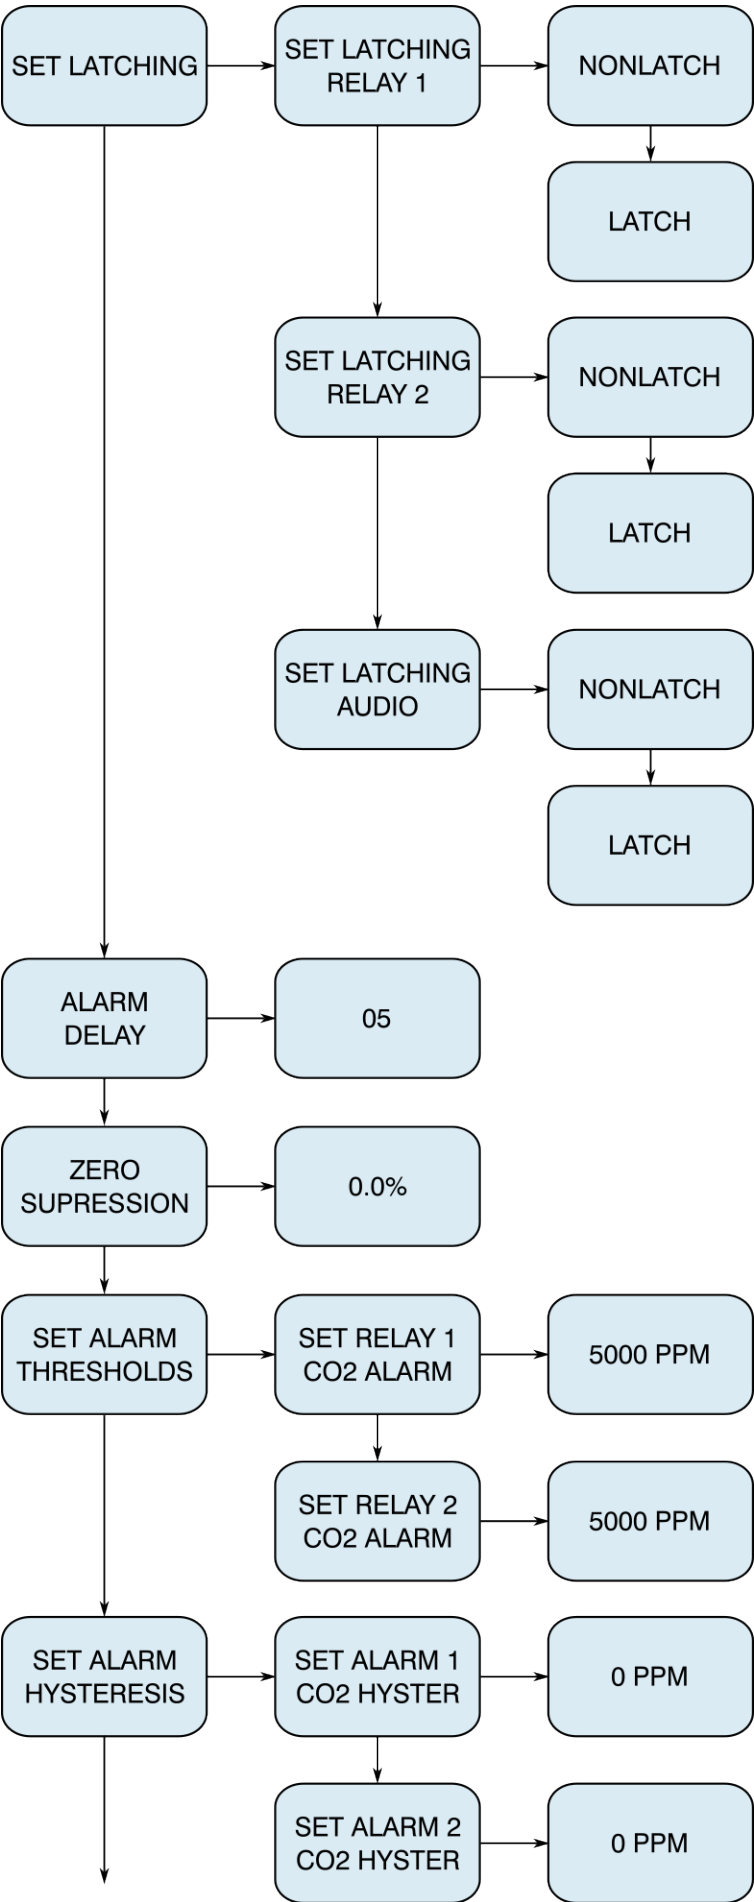 SET LATCHING
SET LATCHING
RELAY 1
NONLATCH
LATCH
SET LATCHING
RELAY 2
NONLATCH
LATCH
SET LATCHING
AUDIO
NONLATCH
LATCH
ALARM
DELAY
05
ZERO
SUPRESSION
0.0%
SET ALARM
THRESHOLDS
SET RELAY 1
CO2 ALARM
5000 PPM
SET RELAY 2
CO2 ALARM
5000 PPM
SET ALARM
HYSTERESIS
SET ALARM 1
CO2 HYSTER
0 PPM
SET ALARM 2
CO2 HYSTER
0 PPM